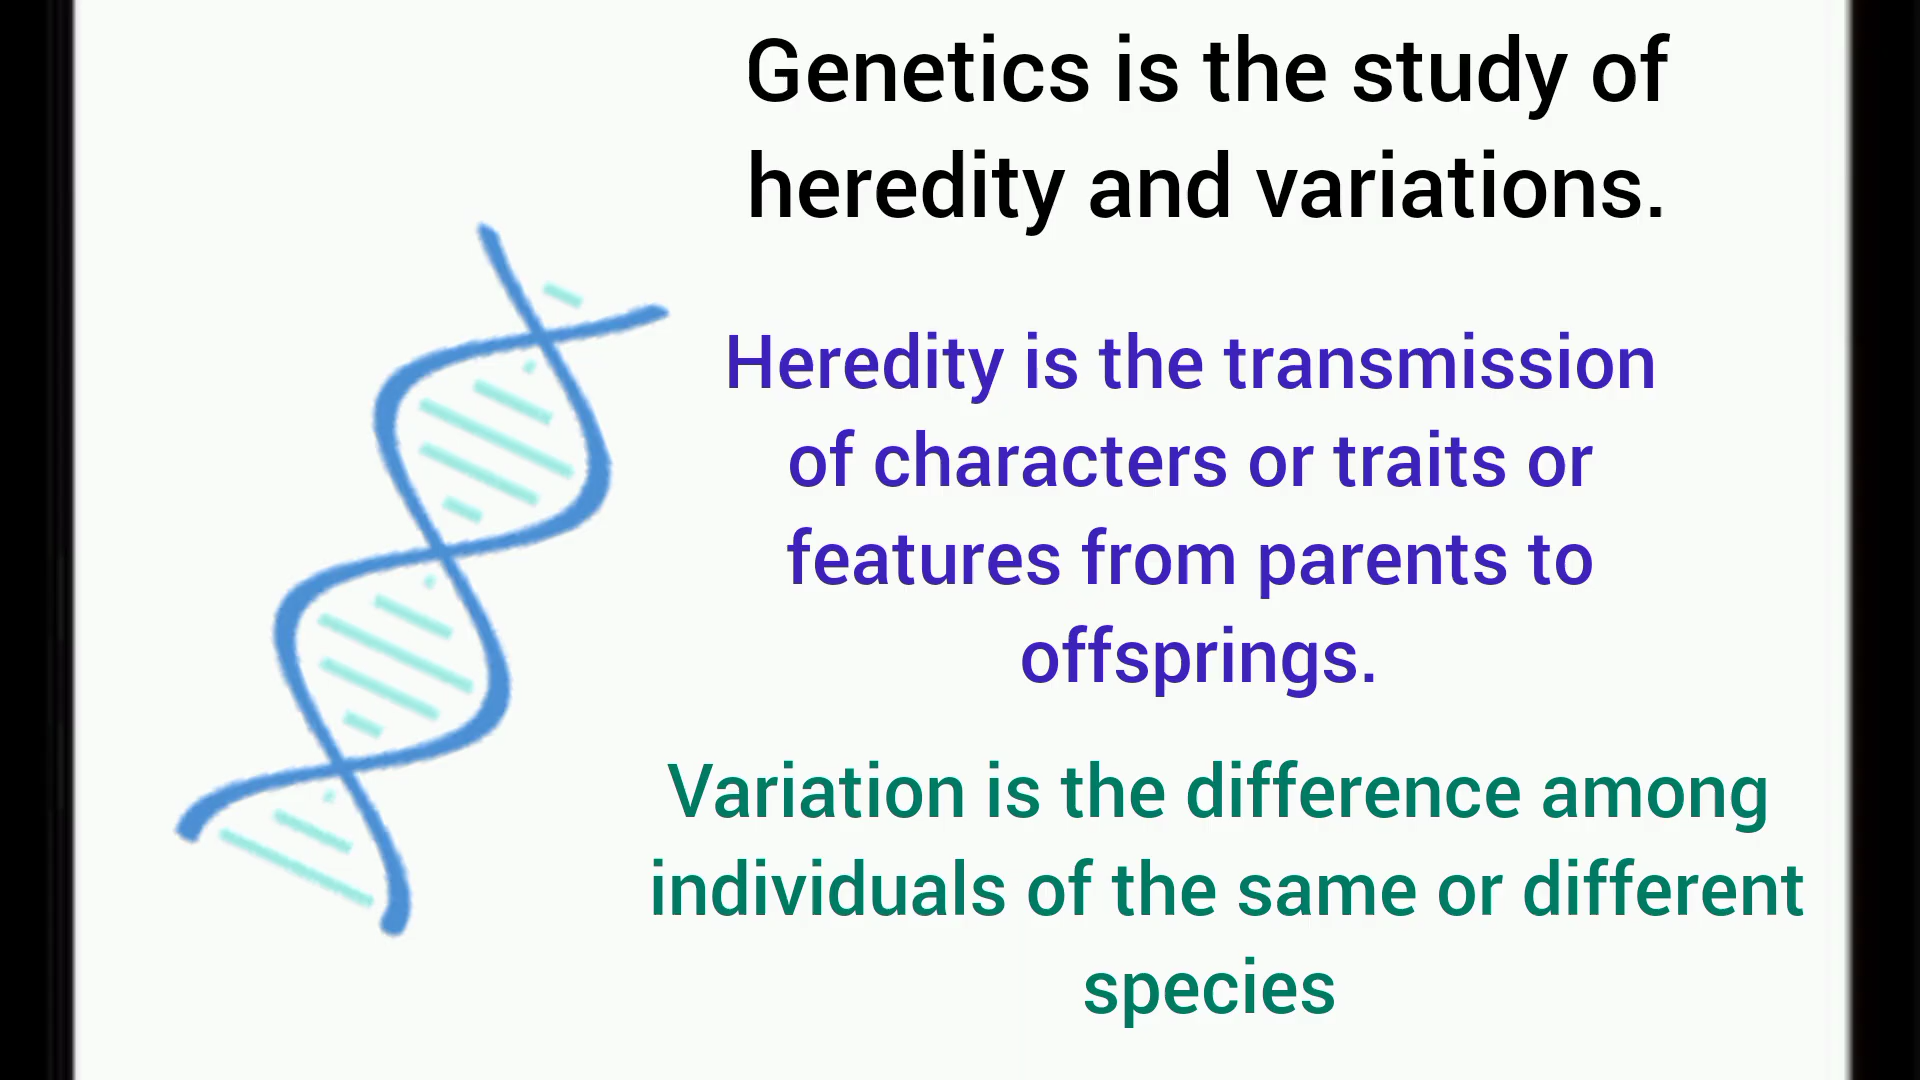 Genetics is the study of
heredity and variations.
Heredity is the transmission
of characters or traits or
features from parents to
offsprings.
Variation is the difference among
individuals of the same or different
species